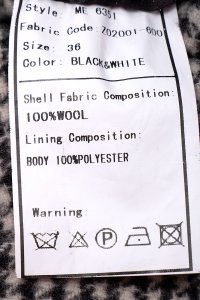 Style: ME 6351
Fabric Code: Z02001-600
Size: 36
Color: BLACK&WHITE
Shell Fabric Composition:
100%WOOL
Lining Composition:
BODY 100%POLYESTER
Warning:
P